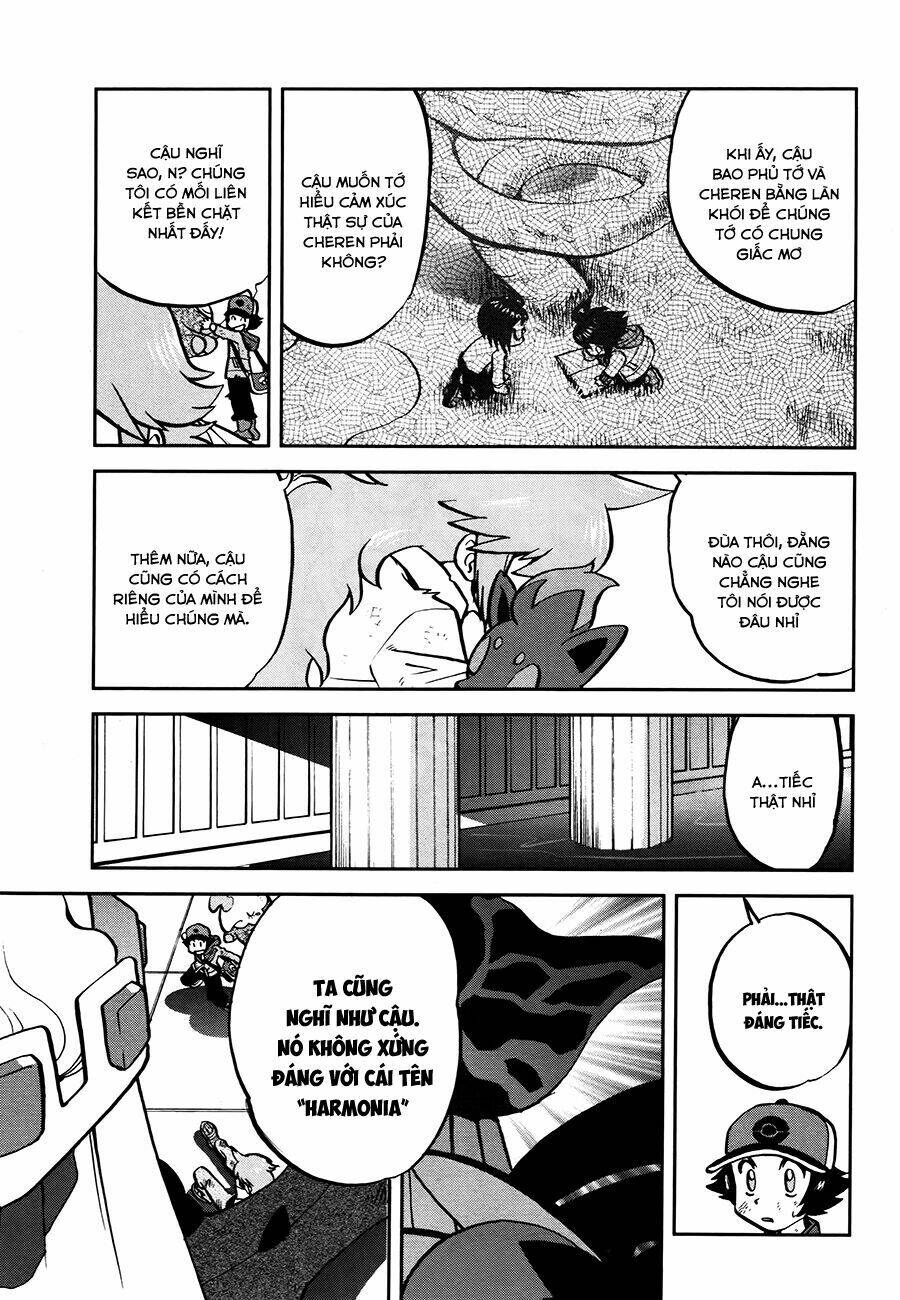 KHI ẤY, CẬU
BAO PHỦ TỚ VÀ
CHEREN BẰNG LÀN
KHÓI ĐỂ CHÚNG
TỚ CÓ CHUNG
GIẤC MƠ
CẬU MUỐN TỚ
HIỂU CẢM XÚC
THẬT SỰ CỦA
CHEREN PHẢI
KHÔNG?
CẬU NGHĨ
SAO, N? CHÚNG
TÔI CÓ MỐI LIÊN
KẾT BỀN CHẶT
NHẤT ĐẤY!
ĐÙA THÔI, ĐẰNG
NÀO CẬU CŨNG
CHẲNG NGHE
TÔI NÓI ĐƯỢC
ĐÂU NHỈ
THÊM NỮA, CẬU
CŨNG CÓ CÁCH
RIÊNG CỦA MÌNH ĐỂ
HIỂU CHÚNG MÀ.
A...TIẾC
THẬT NHỈ
PHẢI...THẬT
ĐÁNG TIẾC.
TA CŨNG
NGHĨ NHƯ CẬU.
NÓ KHÔNG XỨNG
ĐÁNG VỚI CÁI TÊN
"HARMONIA"